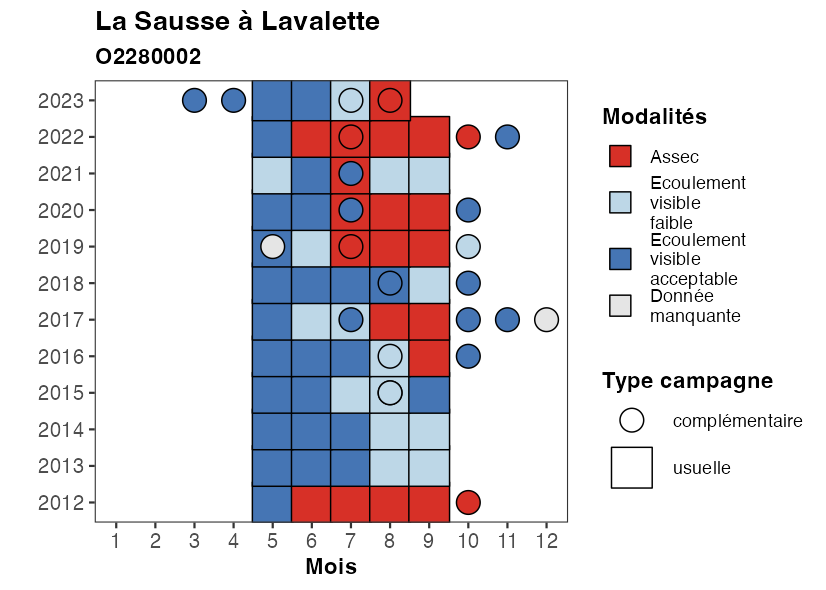 La Sausse à Lavalette
O2280002
2023
2022
2021
2020
2019
2018
2017
2016
2015
2014
2013
2012
1 2 3 4 5 6 7 8 9 10 11 12
Mois
Modalités
Assec
Ecoulement
visible
faible
Ecoulement
visible
acceptable
Donnée
manquante
Type campagne
complémentaire
usuelle